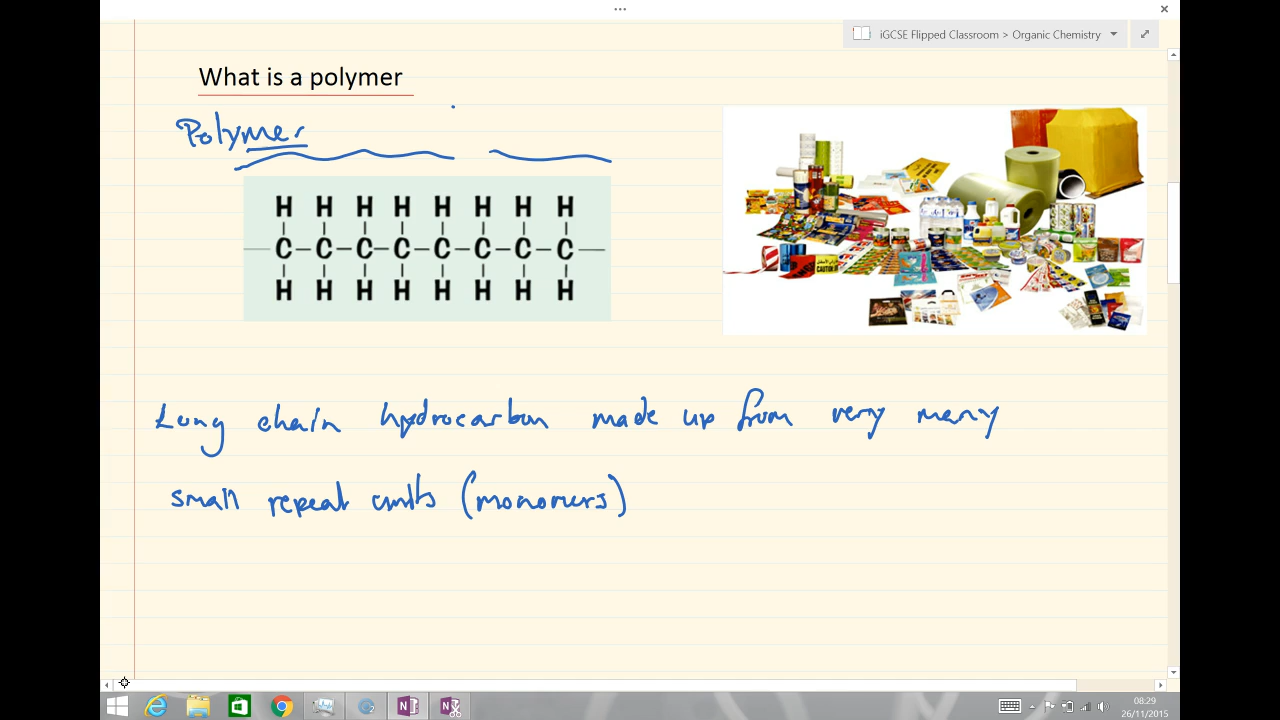 iGCSE Flipped Classroom > Organic Chemistry
What is a polymer
Polymer
H H H H H H H H
C-C-C-C-C-C-C-C
H H H H H H H H
Long chain hydrocarbon made up from very many
small repeat units (monomers)
08:29
26/11/2015